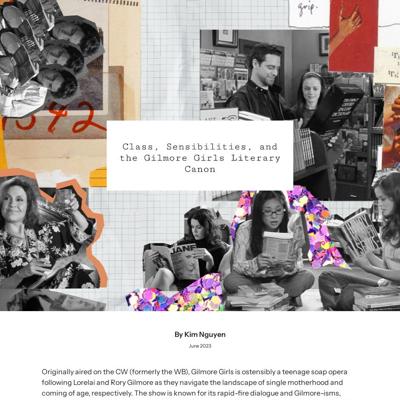 grip.
542
Class, Sensibilities, and
the Gilmore Girls Literary
Canon
JANE
By Kim Nguyen
June 2023
Originally aired on the CW (formerly the WB), Gilmore Girls is ostensibly a teenage soap opera
following Lorelai and Rory Gilmore as they navigate the landscape of single motherhood and
coming of age, respectively. The show is known for its rapid-fire dialogue and Gilmore-isms,